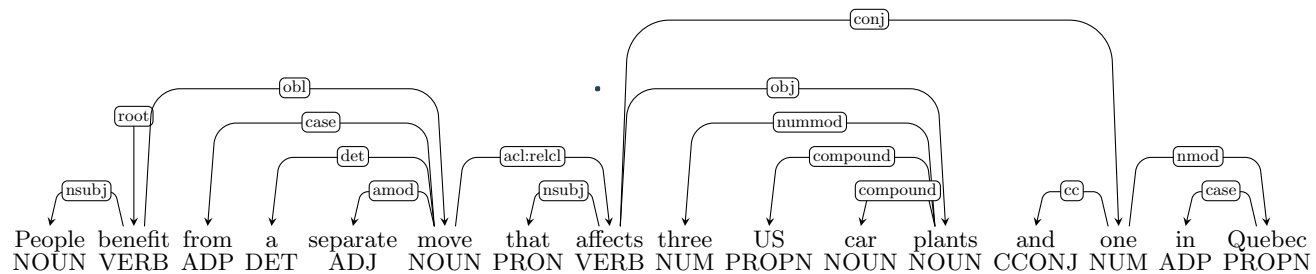 conj
obl obj
root case nummod
det acl:relcl compound nmod
nsubj amod nsubj compound cc case
People benefit from a separate move that affects three US car plants and one in Quebec
NOUN VERB ADP DET ADJ NOUN PRON VERB NUM PROPN NOUN NOUN CCONJ NUM ADP PROPN